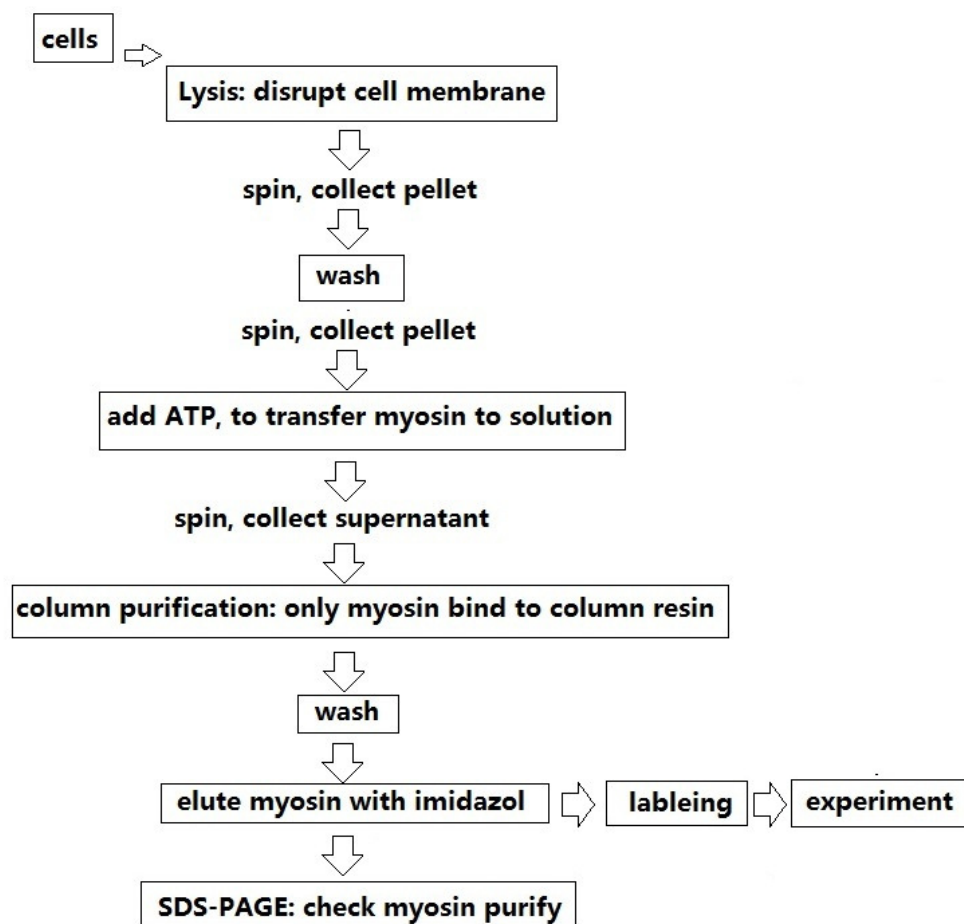 cells
Lysis: disrupt cell membrane
spin, collect pellet
wash
spin, collect pellet
add ATP, to transfer myosin to solution
spin, collect supernatant
column purification: only myosin bind to column resin
wash
elute myosin with imidazol
lableing
experiment
SDS-PAGE: check myosin purify